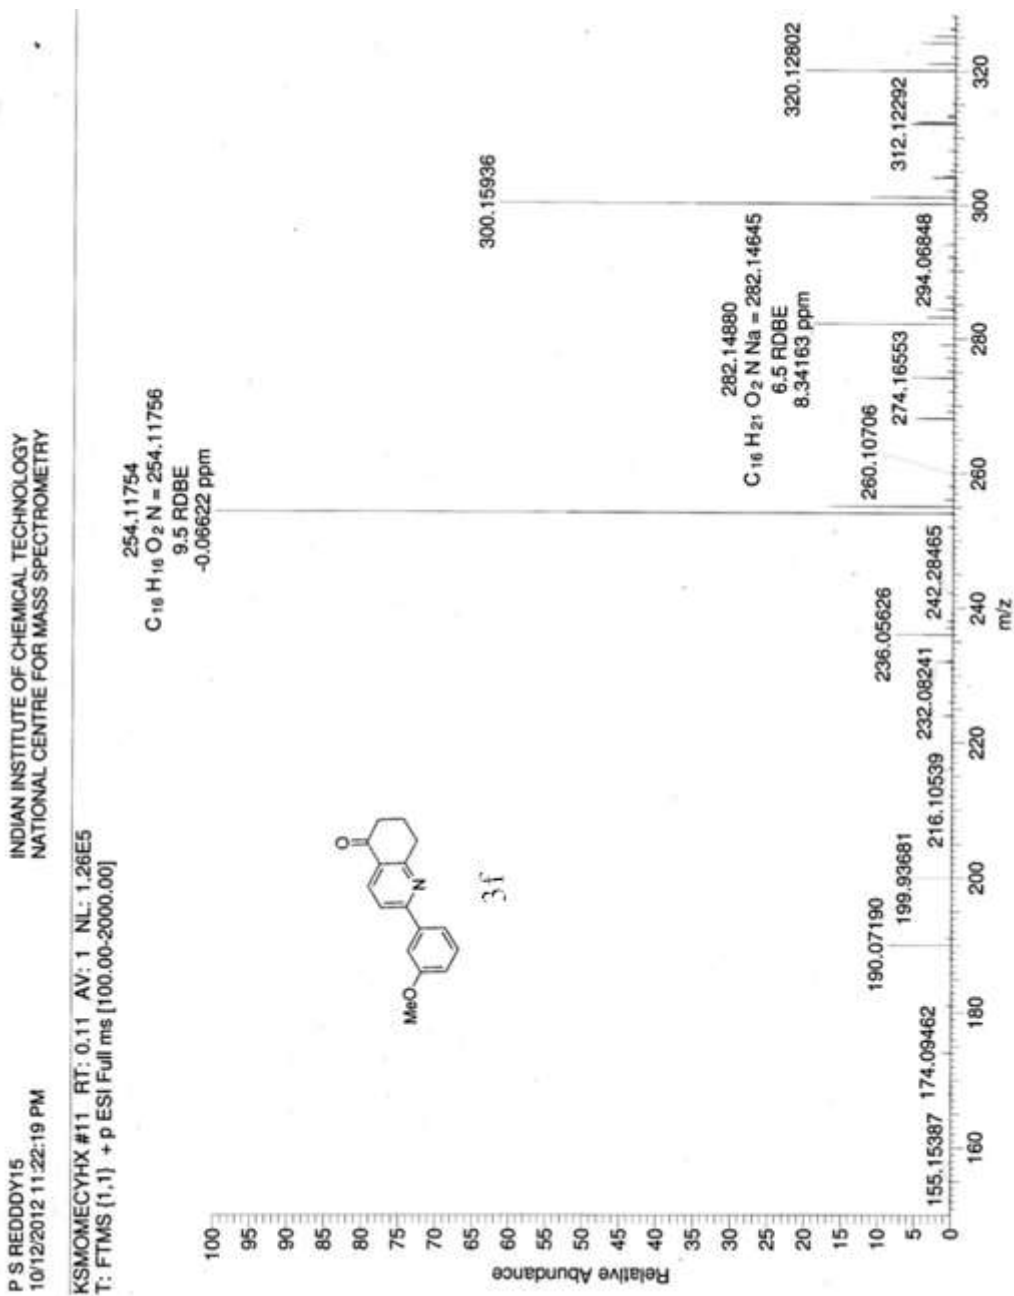 P S REDDDY15
10/12/2012 11:22:19 PM
INDIAN INSTITUTE OF CHEMICAL TECHNOLOGY
NATIONAL CENTRE FOR MASS SPECTROMETRY
KSMOMECYHX #11 RT: 0.11 AV: 1 NL: 1.26E5
T: FTMS {1,1} + p ESI Full ms [100.00-2000.00]
254.11754
C16 H16 O2 N = 254.11756
9.5 RDBE
-0.06622 ppm
300.15936
320.12802
282.14880
C16 H21 O2 N Na = 282.14645
6.5 RDBE
8.34163 ppm
312.12292
294.06848
274.16553
260.10706
242.28465
236.05626
232.08241
216.10539
199.93681
190.07190
174.09462
155.15387
O
N
MeO
3f
Relative Abundance
100
95
90
85
80
75
70
65
60
55
50
45
40
35
30
25
20
15
10
5
0
160
180
200
220
240
260
280
300
320
m/z